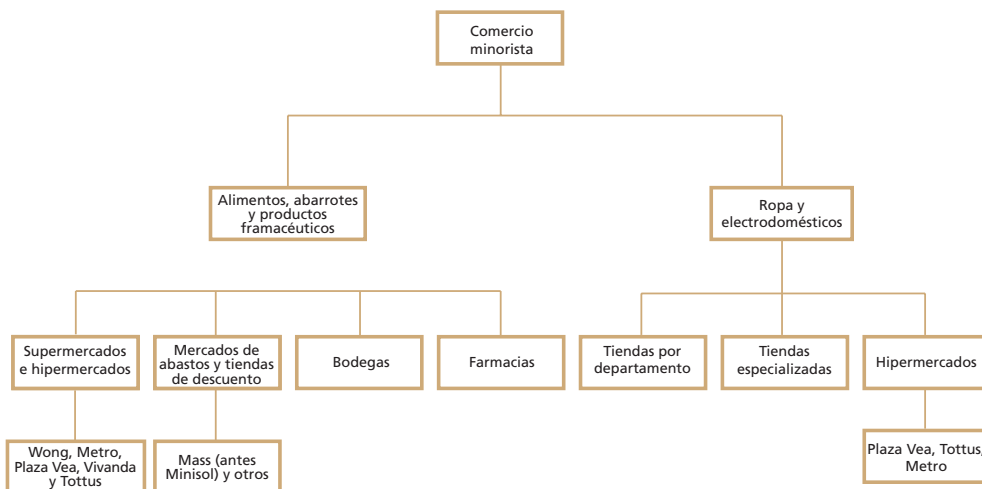 Comercio
minorista
Alimentos, abarrotes
y productos
framacéuticos
Ropa y
electrodomésticos
Supermercados
e hipermercados
Mercados de
abastos y tiendas
de descuento
Bodegas
Farmacias
Tiendas por
departamento
Tiendas
especializadas
Hipermercados
Wong, Metro,
Plaza Vea, Vivanda
y Tottus
Mass (antes
Minisol) y otros
Plaza Vea, Tottus,
Metro